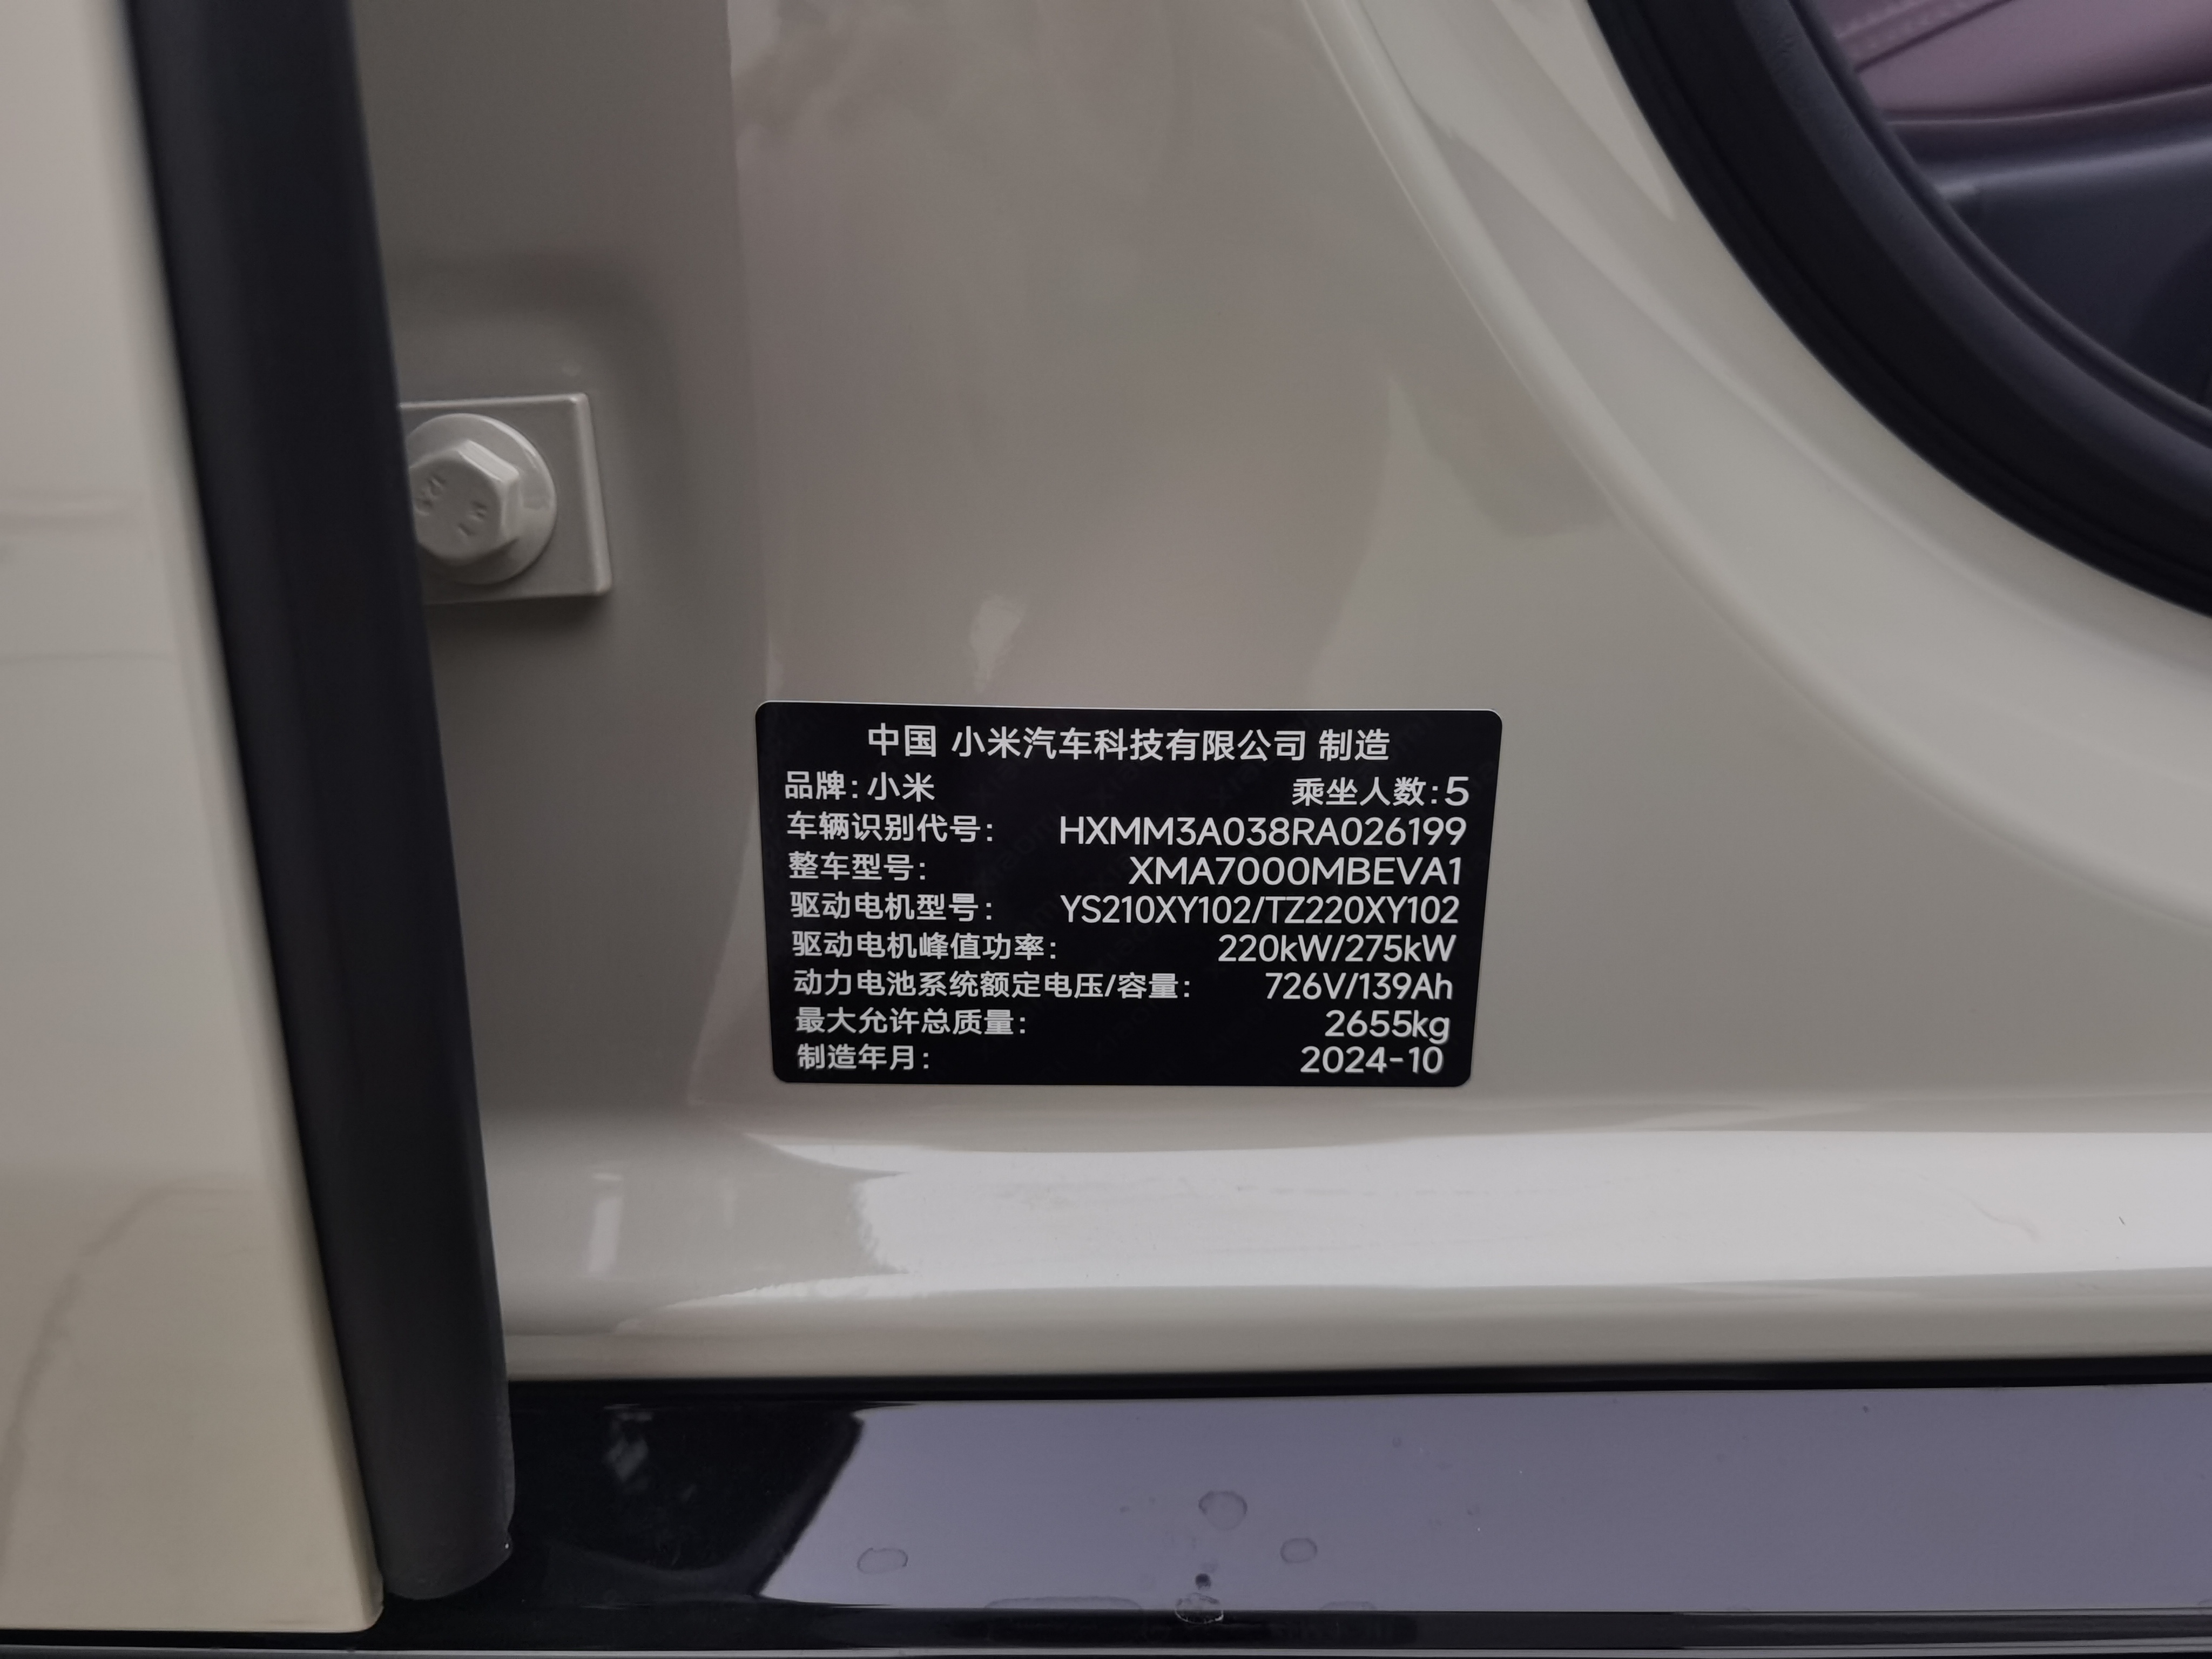 中国 小米汽车科技有限公司 制造
品牌：小米 乘坐人数：5
车辆识别代号： HXMM3A038RA026199
整车型号： XMA7000MBEVA1
驱动电机型号： YS210XY102/TZ220XY102
驱动电机峰值功率： 220kW/275kW
动力电池系统额定电压/容量： 726V/139Ah
最大允许总质量： 2655kg
制造年月： 2024-10